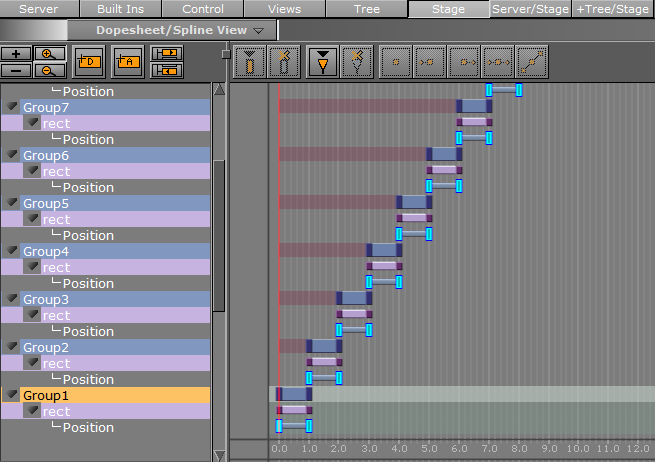 Server Built Ins Control Views Tree Stage Server/Stage +Tree/Stage
Dopesheet/Spline View
D A
Position
Group7
rect
Position
Group6
rect
Position
Group5
rect
Position
Group4
rect
Position
Group3
rect
Position
Group2
rect
Position
Group1
rect
Position
0.0 1.0 2.0 3.0 4.0 5.0 6.0 7.0 8.0 9.0 10.0 11.0 12.0